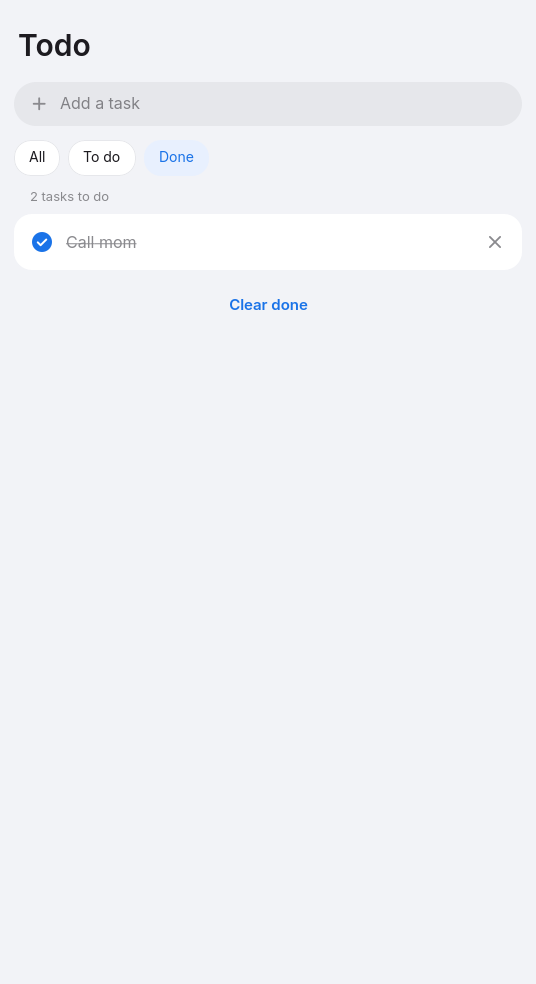 Todo
Add a task
All
To do
Done
2 tasks to do
Call mom
Clear done